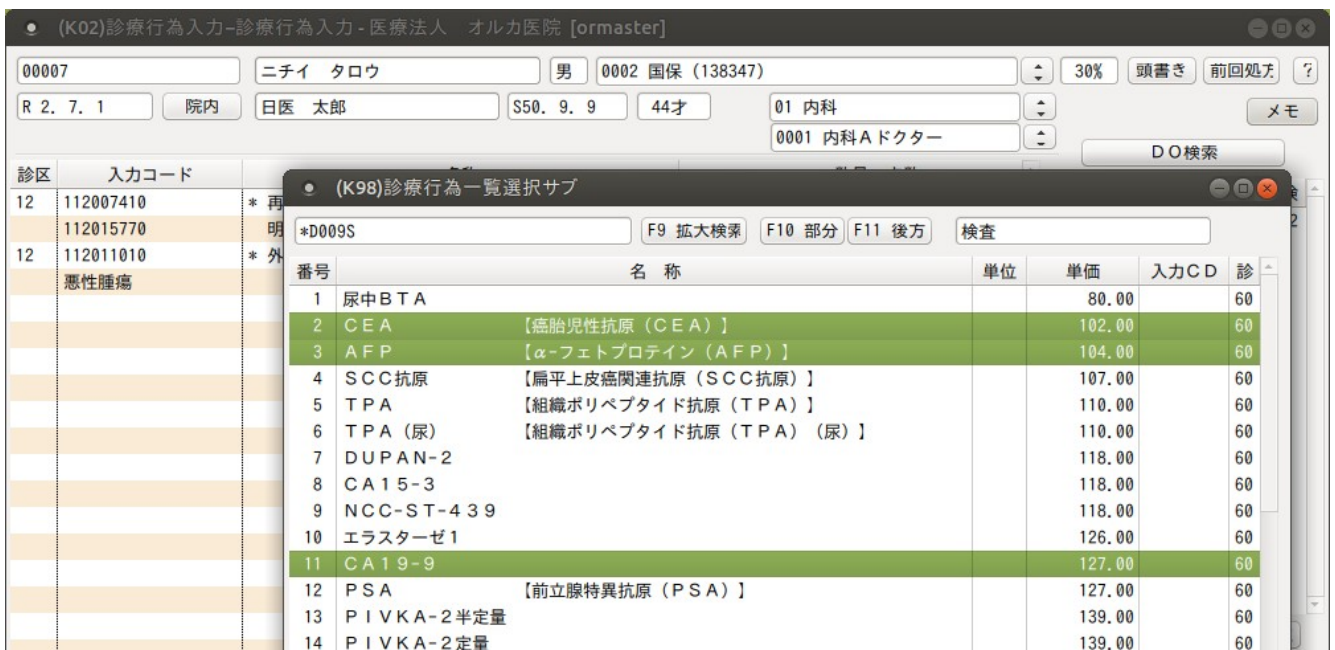 (K02)診療行為入力–診療行為入力 - 医療法人　オルカ医院 [ormaster]
00007 ニチイ　タロウ 男 0002 国保 (138347) 30% 頭書き 前回処方 ?
R 2. 7. 1 院内 日医　太郎 S50. 9. 9 44才 01 内科 メモ
0001 内科Ａドクター
ＤＯ検索
診区 入力コード
12 112007410 * 再
112015770 明
12 112011010 * 外
悪性腫瘍
(K98)診療行為一覧選択サブ
*D009S F9 拡大検索 F10 部分 F11 後方 検査
番号 名　称 単位 単価 入力ＣＤ 診
1 尿中ＢＴＡ 80.00 60
2 ＣＥＡ 【癌胎児性抗原（ＣＥＡ）】 102.00 60
3 ＡＦＰ 【α−フェトプロテイン（ＡＦＰ）】 104.00 60
4 ＳＣＣ抗原 【扁平上皮癌関連抗原（ＳＣＣ抗原）】 107.00 60
5 ＴＰＡ 【組織ポリペプタイド抗原（ＴＰＡ）】 110.00 60
6 ＴＰＡ（尿） 【組織ポリペプタイド抗原（ＴＰＡ）（尿）】 110.00 60
7 ＤＵＰＡＮ−２ 118.00 60
8 ＣＡ１５−３ 118.00 60
9 ＮＣＣ−ＳＴ−４３９ 118.00 60
10 エラスターゼ１ 126.00 60
11 ＣＡ１９−９ 127.00 60
12 ＰＳＡ 【前立腺特異抗原（ＰＳＡ）】 127.00 60
13 ＰＩＶＫＡ−２半定量 139.00 60
14 ＰＩＶＫＡ−２定量 139.00 60